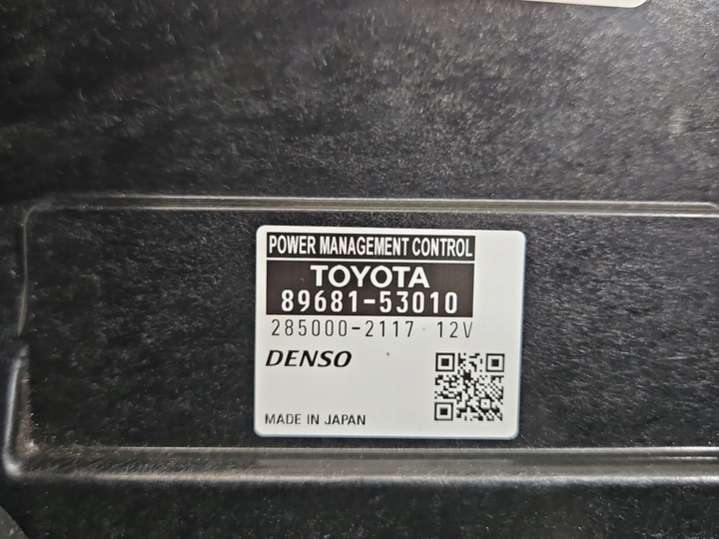 POWER MANAGEMENT CONTROL
TOYOTA
89681-53010
285000-2117 12V
DENSO
MADE IN JAPAN